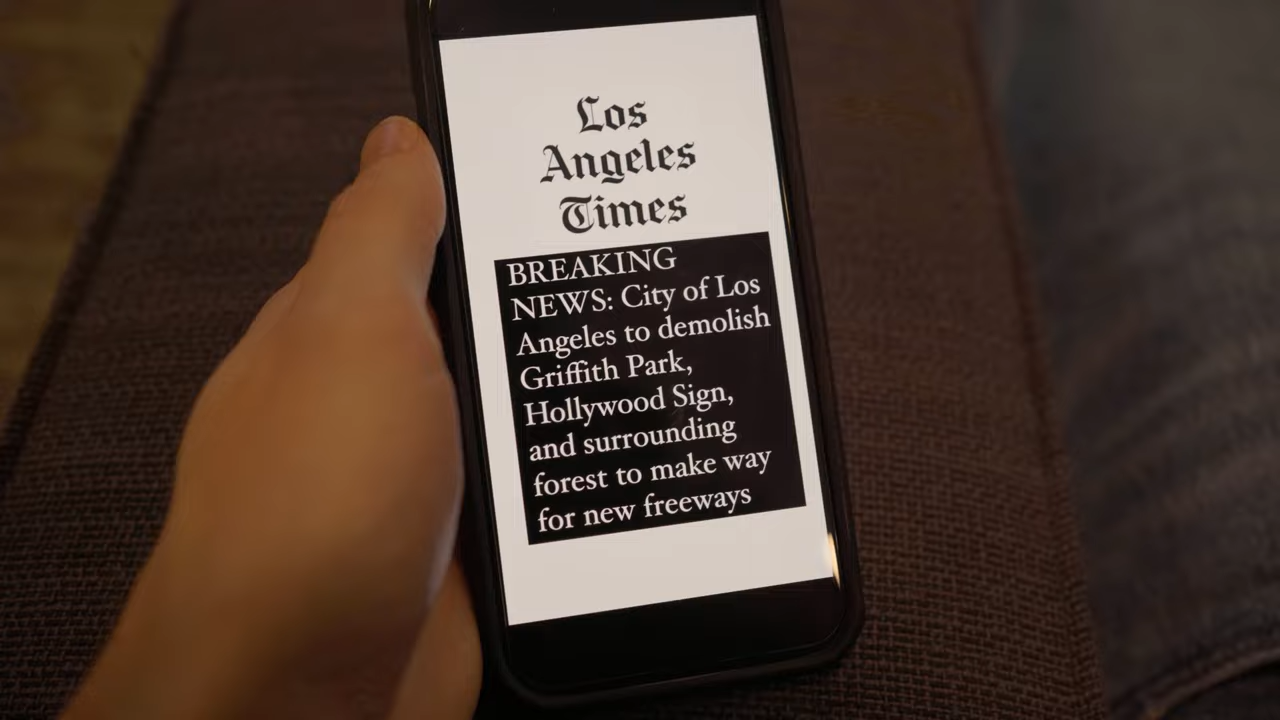 Los
Angeles
Times
BREAKING
NEWS: City of Los
Angeles to demolish
Griffith Park,
Hollywood Sign,
and surrounding
forest to make way
for new freeways